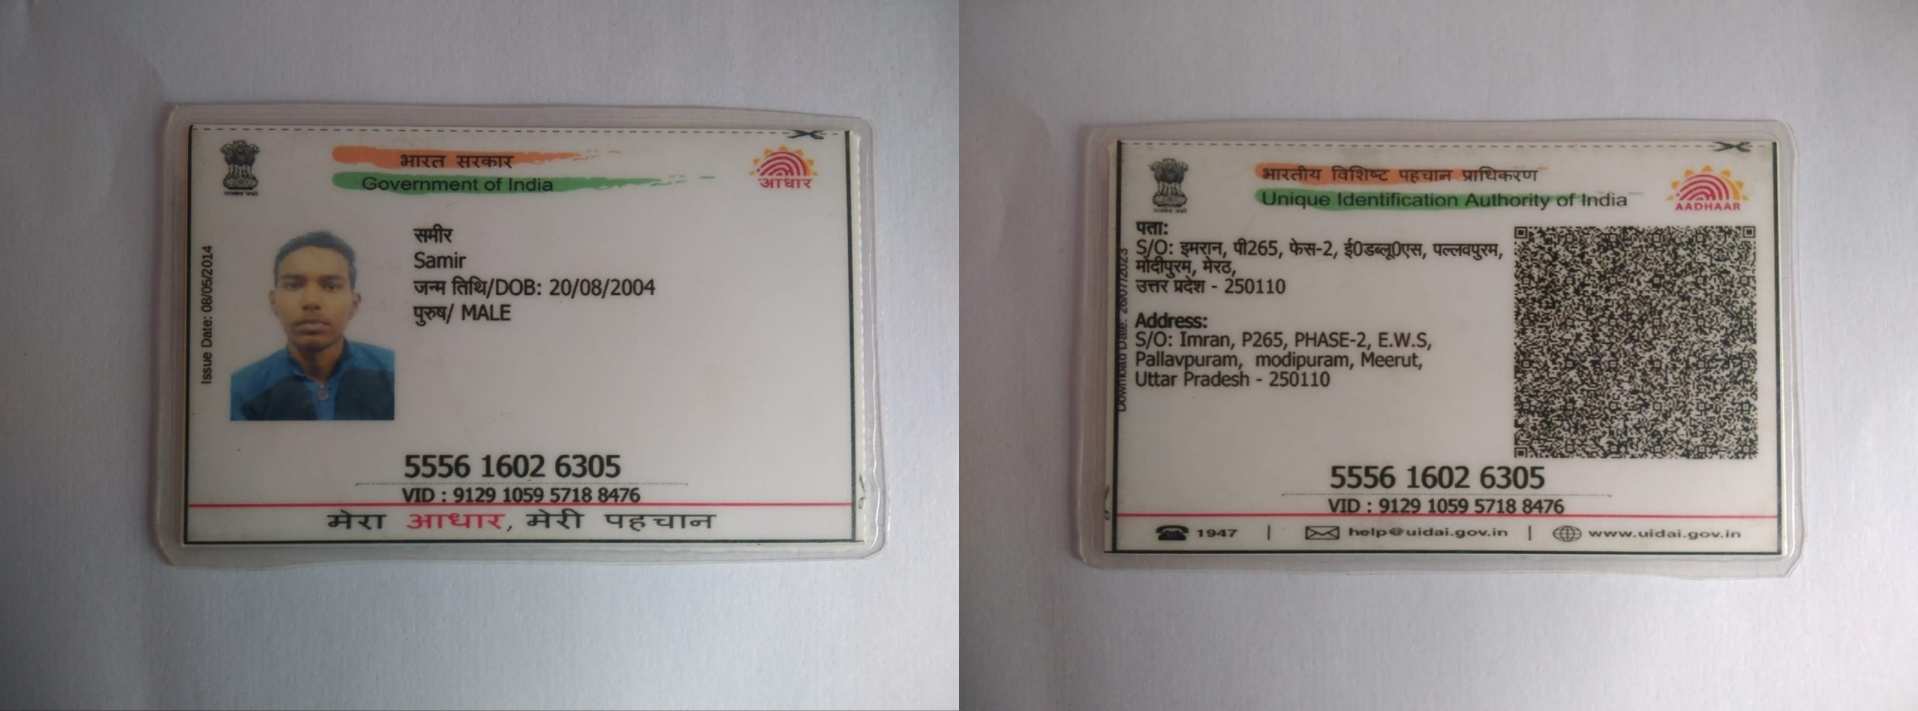 भारत सरकार
Government of India
आधार
Issue Date: 08/05/2014
समीर
Samir
जन्म तिथि/DOB: 20/08/2004
पुरुष/ MALE
5556 1602 6305
VID : 9129 1059 5718 8476
मेरा आधार, मेरी पहचान
भारतीय विशिष्ट पहचान प्राधिकरण
Unique Identification Authority of India
AADHAAR
पता:
S/O: इमरान, पी265, फेस-2, ई0डब्लू0एस, पल्लवपुरम,
मोदीपुरम, मेरठ,
उत्तर प्रदेश - 250110
Address:
S/O: Imran, P265, PHASE-2, E.W.S,
Pallavpuram, modipuram, Meerut,
Uttar Pradesh - 250110
Download Date:
5556 1602 6305
VID : 9129 1059 5718 8476
1947 | help@uidai.gov.in | www.uidai.gov.in